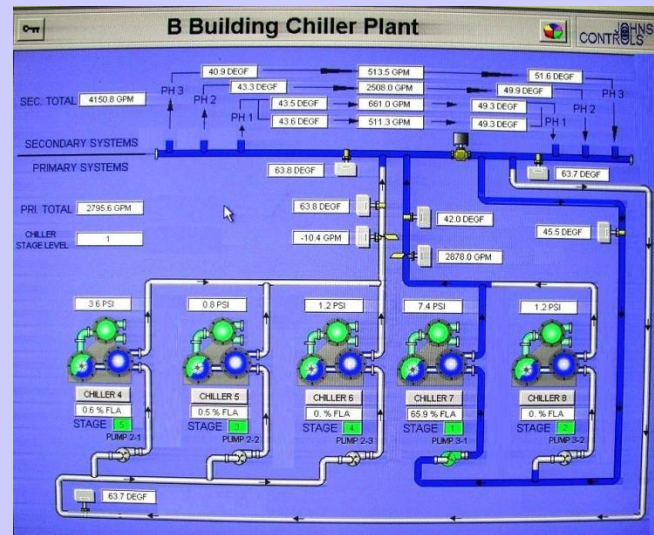 B Building Chiller Plant
JOHNSON CONTROLS
40.9 DEGF 513.5 GPM 51.6 DEGF
PH 3 43.3 DEGF 2508.0 GPM 49.9 DEGF PH 3
SEC. TOTAL 4150.8 GPM PH 2 43.5 DEGF 661.0 GPM 49.3 DEGF PH 2
PH 1 43.6 DEGF 511.3 GPM 49.3 DEGF PH 1
SECONDARY SYSTEMS
PRIMARY SYSTEMS
63.8 DEGF 63.7 DEGF
PRI. TOTAL 2795.6 GPM 63.8 DEGF 42.0 DEGF
CHILLER STAGE LEVEL 1 -10.4 GPM 45.5 DEGF
2878.0 GPM
3.6 PSI 0.8 PSI 1.2 PSI 7.4 PSI 1.2 PSI
CHILLER 4 CHILLER 5 CHILLER 6 CHILLER 7 CHILLER 8
0.6 % FLA 0.5 % FLA 0. % FLA 65.9 % FLA 0. % FLA
STAGE 5 STAGE 3 STAGE 4 STAGE 1 STAGE 2
PUMP 2-1 PUMP 2-2 PUMP 2-3 PUMP 3-1 PUMP 3-2
63.7 DEGF